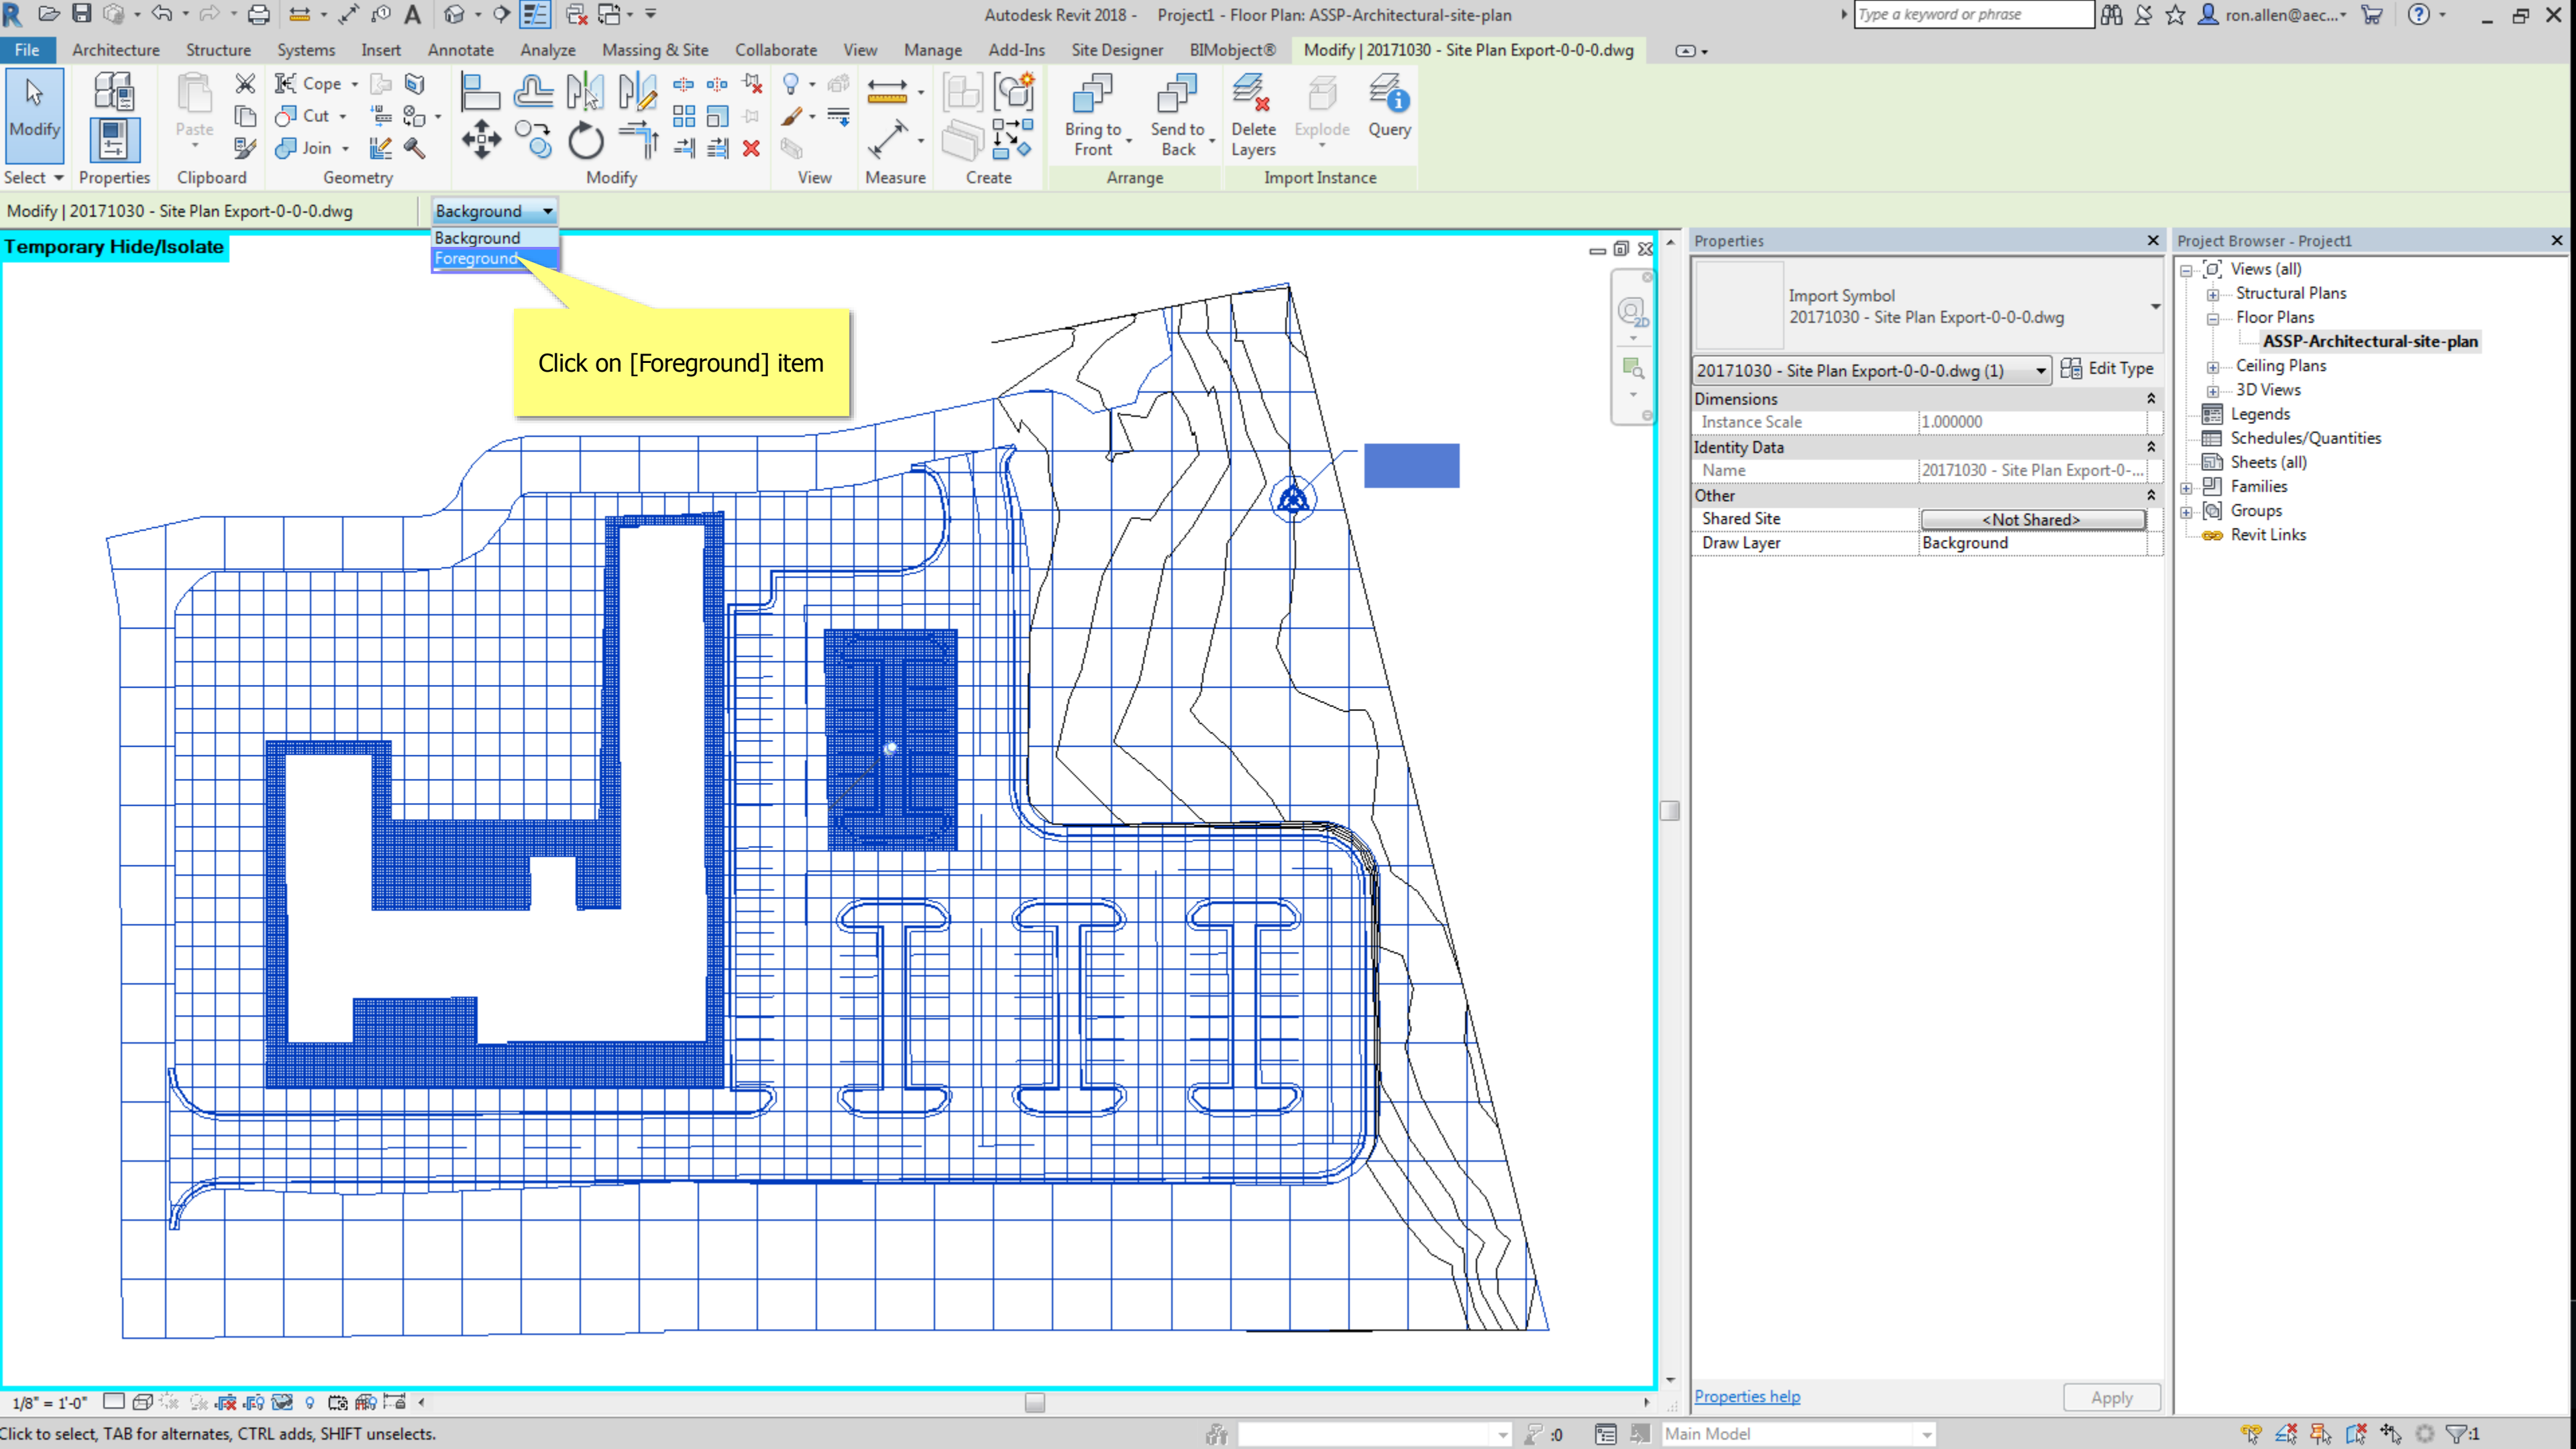 Autodesk Revit 2018 - Project1 - Floor Plan: ASSP-Architectural-site-plan
Type a keyword or phrase
ron.allen@aec...
File Architecture Structure Systems Insert Annotate Analyze Massing & Site Collaborate View Manage Add-Ins Site Designer BIMobject® Modify | 20171030 - Site Plan Export-0-0-0.dwg
Modify
Paste
Cope
Cut
Join
Bring to Front
Send to Back
Delete Layers
Explode
Query
Select Properties Clipboard Geometry Modify View Measure Create Arrange Import Instance
Modify | 20171030 - Site Plan Export-0-0-0.dwg
Background
Background
Foreground
Temporary Hide/Isolate
Click on [Foreground] item
2D
Properties
Import Symbol
20171030 - Site Plan Export-0-0-0.dwg
20171030 - Site Plan Export-0-0-0.dwg (1)
Edit Type
Dimensions
Instance Scale 1.000000
Identity Data
Name 20171030 - Site Plan Export-0-...
Other
Shared Site <Not Shared>
Draw Layer Background
Properties help
Apply
Project Browser - Project1
Views (all)
Structural Plans
Floor Plans
ASSP-Architectural-site-plan
Ceiling Plans
3D Views
Legends
Schedules/Quantities
Sheets (all)
Families
Groups
Revit Links
1/8" = 1'-0"
Click to select, TAB for alternates, CTRL adds, SHIFT unselects.
:0
Main Model
:1